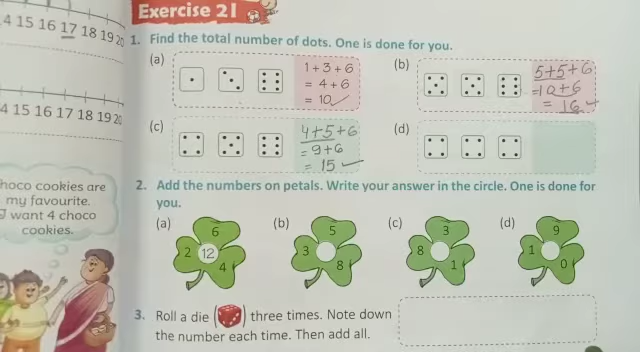 Exercise 21
4 15 16 17 18 19 20
1. Find the total number of dots. One is done for you.
(a)
1 + 3 + 6
= 4 + 6
= 10
(b)
5+5+6
=10+6
= 16
4 15 16 17 18 19 20
(c)
4+5+6
=9+6
= 15
(d)
2. Add the numbers on petals. Write your answer in the circle. One is done for
you.
hoco cookies are
my favourite.
I want 4 choco
cookies.
(a) 6 2 12 4
(b) 5 3 8
(c) 3 8 1
(d) 9 1 0
3. Roll a die ( ) three times. Note down
the number each time. Then add all.